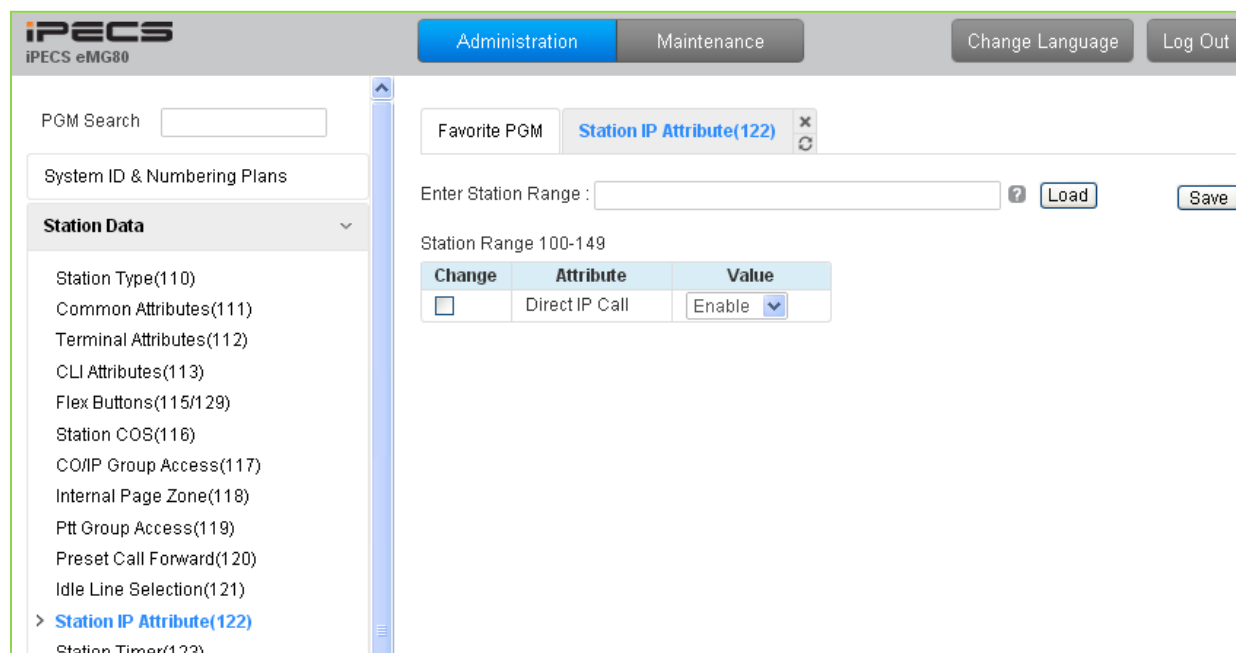 iPECS
iPECS eMG80
Administration
Maintenance
Change Language
Log Out
PGM Search
System ID & Numbering Plans
Station Data
Station Type(110)
Common Attributes(111)
Terminal Attributes(112)
CLI Attributes(113)
Flex Buttons(115/129)
Station COS(116)
CO/IP Group Access(117)
Internal Page Zone(118)
Ptt Group Access(119)
Preset Call Forward(120)
Idle Line Selection(121)
> Station IP Attribute(122)
Station Timer(123)
Favorite PGM
Station IP Attribute(122)
Enter Station Range :
?
Load
Save
Station Range 100-149
Change Attribute Value
Direct IP Call Enable